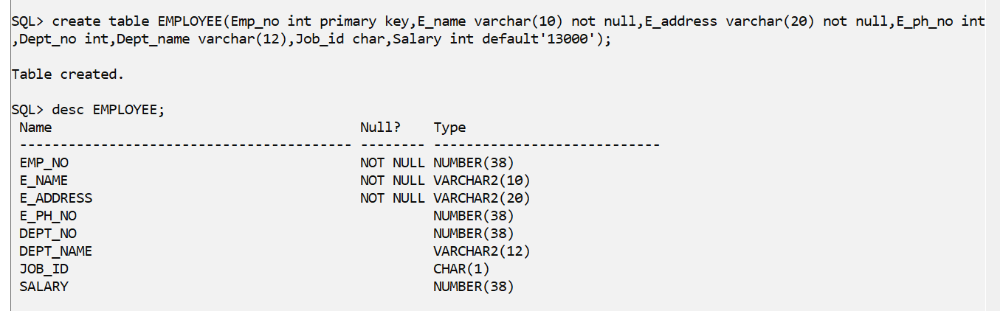 SQL> create table EMPLOYEE(Emp_no int primary key,E_name varchar(10) not null,E_address varchar(20) not null,E_ph_no int
,Dept_no int,Dept_name varchar(12),Job_id char,Salary int default'13000');
Table created.
SQL> desc EMPLOYEE;
 Name                                      Null?    Type
 ----------------------------------------- -------- ----------------------------
 EMP_NO                                    NOT NULL NUMBER(38)
 E_NAME                                    NOT NULL VARCHAR2(10)
 E_ADDRESS                                 NOT NULL VARCHAR2(20)
 E_PH_NO                                            NUMBER(38)
 DEPT_NO                                            NUMBER(38)
 DEPT_NAME                                          VARCHAR2(12)
 JOB_ID                                             CHAR(1)
 SALARY                                             NUMBER(38)